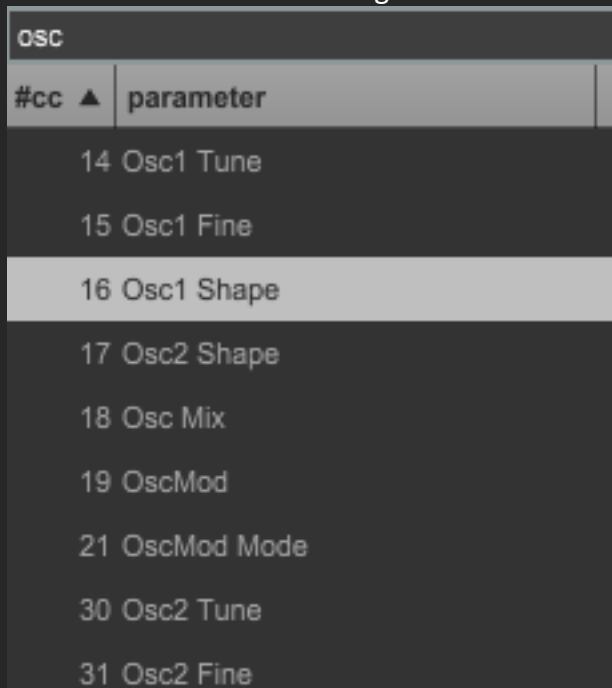 osc
#cc ▲ parameter
14 Osc1 Tune
15 Osc1 Fine
16 Osc1 Shape
17 Osc2 Shape
18 Osc Mix
19 OscMod
21 OscMod Mode
30 Osc2 Tune
31 Osc2 Fine